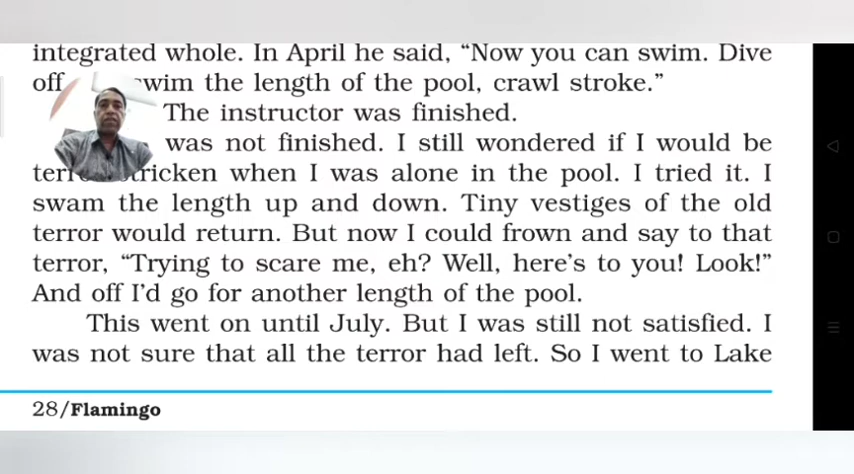 integrated whole. In April he said, “Now you can swim. Dive
off swim the length of the pool, crawl stroke.”
The instructor was finished.
was not finished. I still wondered if I would be
when I was alone in the pool. I tried it. I
swam the length up and down. Tiny vestiges of the old
terror would return. But now I could frown and say to that
terror, “Trying to scare me, eh? Well, here’s to you! Look!”
And off I’d go for another length of the pool.
This went on until July. But I was still not satisfied. I
was not sure that all the terror had left. So I went to Lake
28/Flamingo